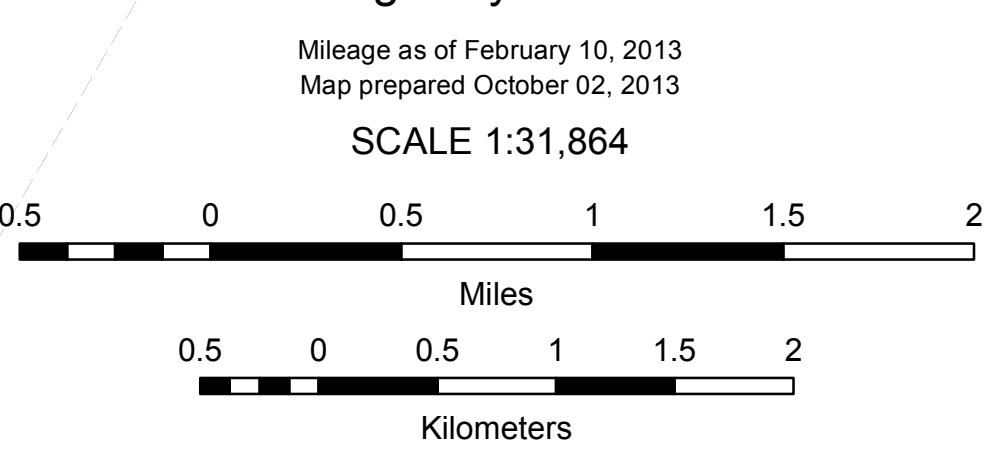 Mileage as of February 10, 2013
Map prepared October 02, 2013
SCALE 1:31,864
0.5 0 0.5 1 1.5 2
Miles
0.5 0 0.5 1 1.5 2
Kilometers